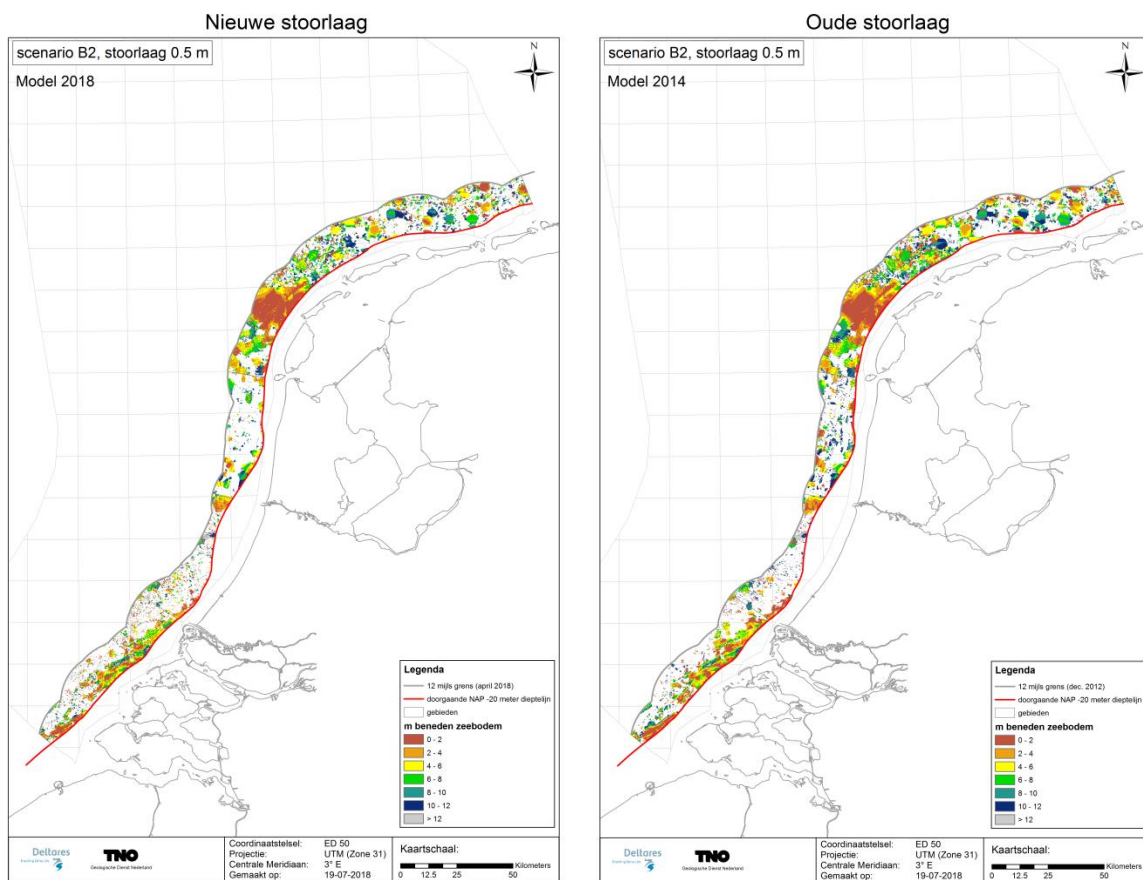 Nieuwe stoorlaag
scenario B2, stoorlaag 0.5 m
Model 2018
N
Legenda
12 mijls grens (april 2018)
doorgaande NAP -20 meter dieptelijn
gebieden
m beneden zeebodem
0 - 2
2 - 4
4 - 6
6 - 8
8 - 10
10 - 12
> 12
Deltares
TNO
Geologische Dienst Nederland
Coordinaatstelsel: ED 50
Projectie: UTM (Zone 31)
Centrale Meridiaan: 3° E
Gemaakt op: 19-07-2018
Kaartschaal:
Kilometers
0 12.5 25 50
Oude stoorlaag
scenario B2, stoorlaag 0.5 m
Model 2014
N
Legenda
12 mijls grens (dec. 2012)
doorgaande NAP -20 meter dieptelijn
gebieden
m beneden zeebodem
0 - 2
2 - 4
4 - 6
6 - 8
8 - 10
10 - 12
> 12
Deltares
TNO
Geologische Dienst Nederland
Coordinaatstelsel: ED 50
Projectie: UTM (Zone 31)
Centrale Meridiaan: 3° E
Gemaakt op: 19-07-2018
Kaartschaal:
Kilometers
0 12.5 25 50